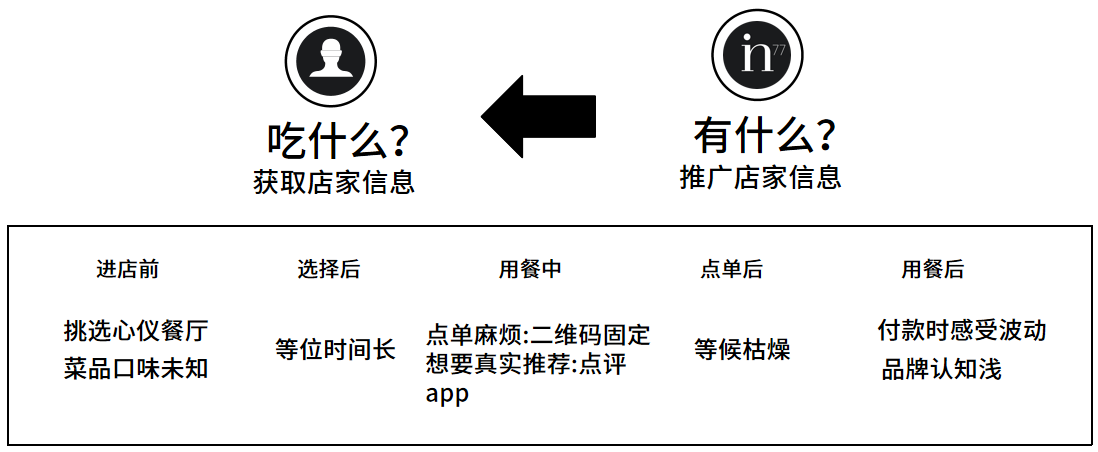 in77
吃什么？
有什么？
获取店家信息
推广店家信息
进店前
选择后
用餐中
点单后
用餐后
挑选心仪餐厅
菜品口味未知
等位时间长
点单麻烦:二维码固定
想要真实推荐:点评
app
等候枯燥
付款时感受波动
品牌认知浅